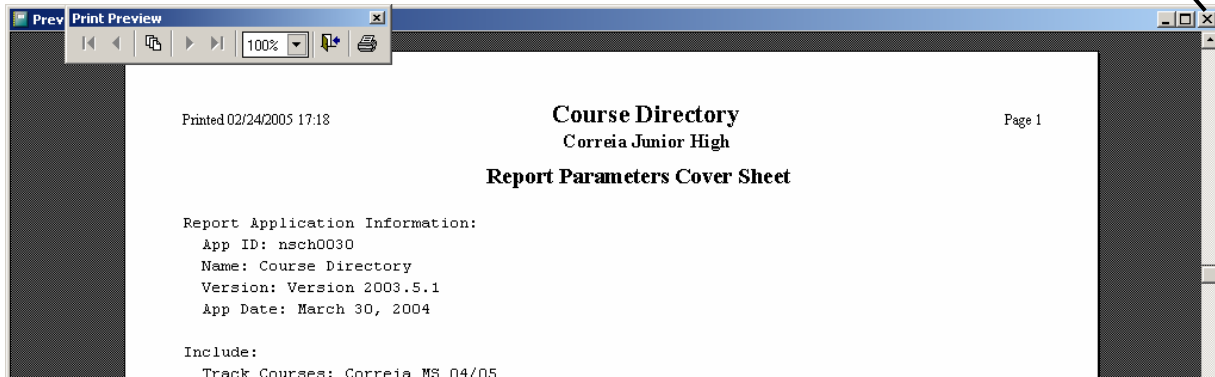 Prev Print Preview
100%
Printed 02/24/2005 17:18 Course Directory Page 1
Correia Junior High
Report Parameters Cover Sheet
Report Application Information:
App ID: nsch0030
Name: Course Directory
Version: Version 2003.5.1
App Date: March 30, 2004
Include:
Track Courses: Correia MS 04/05